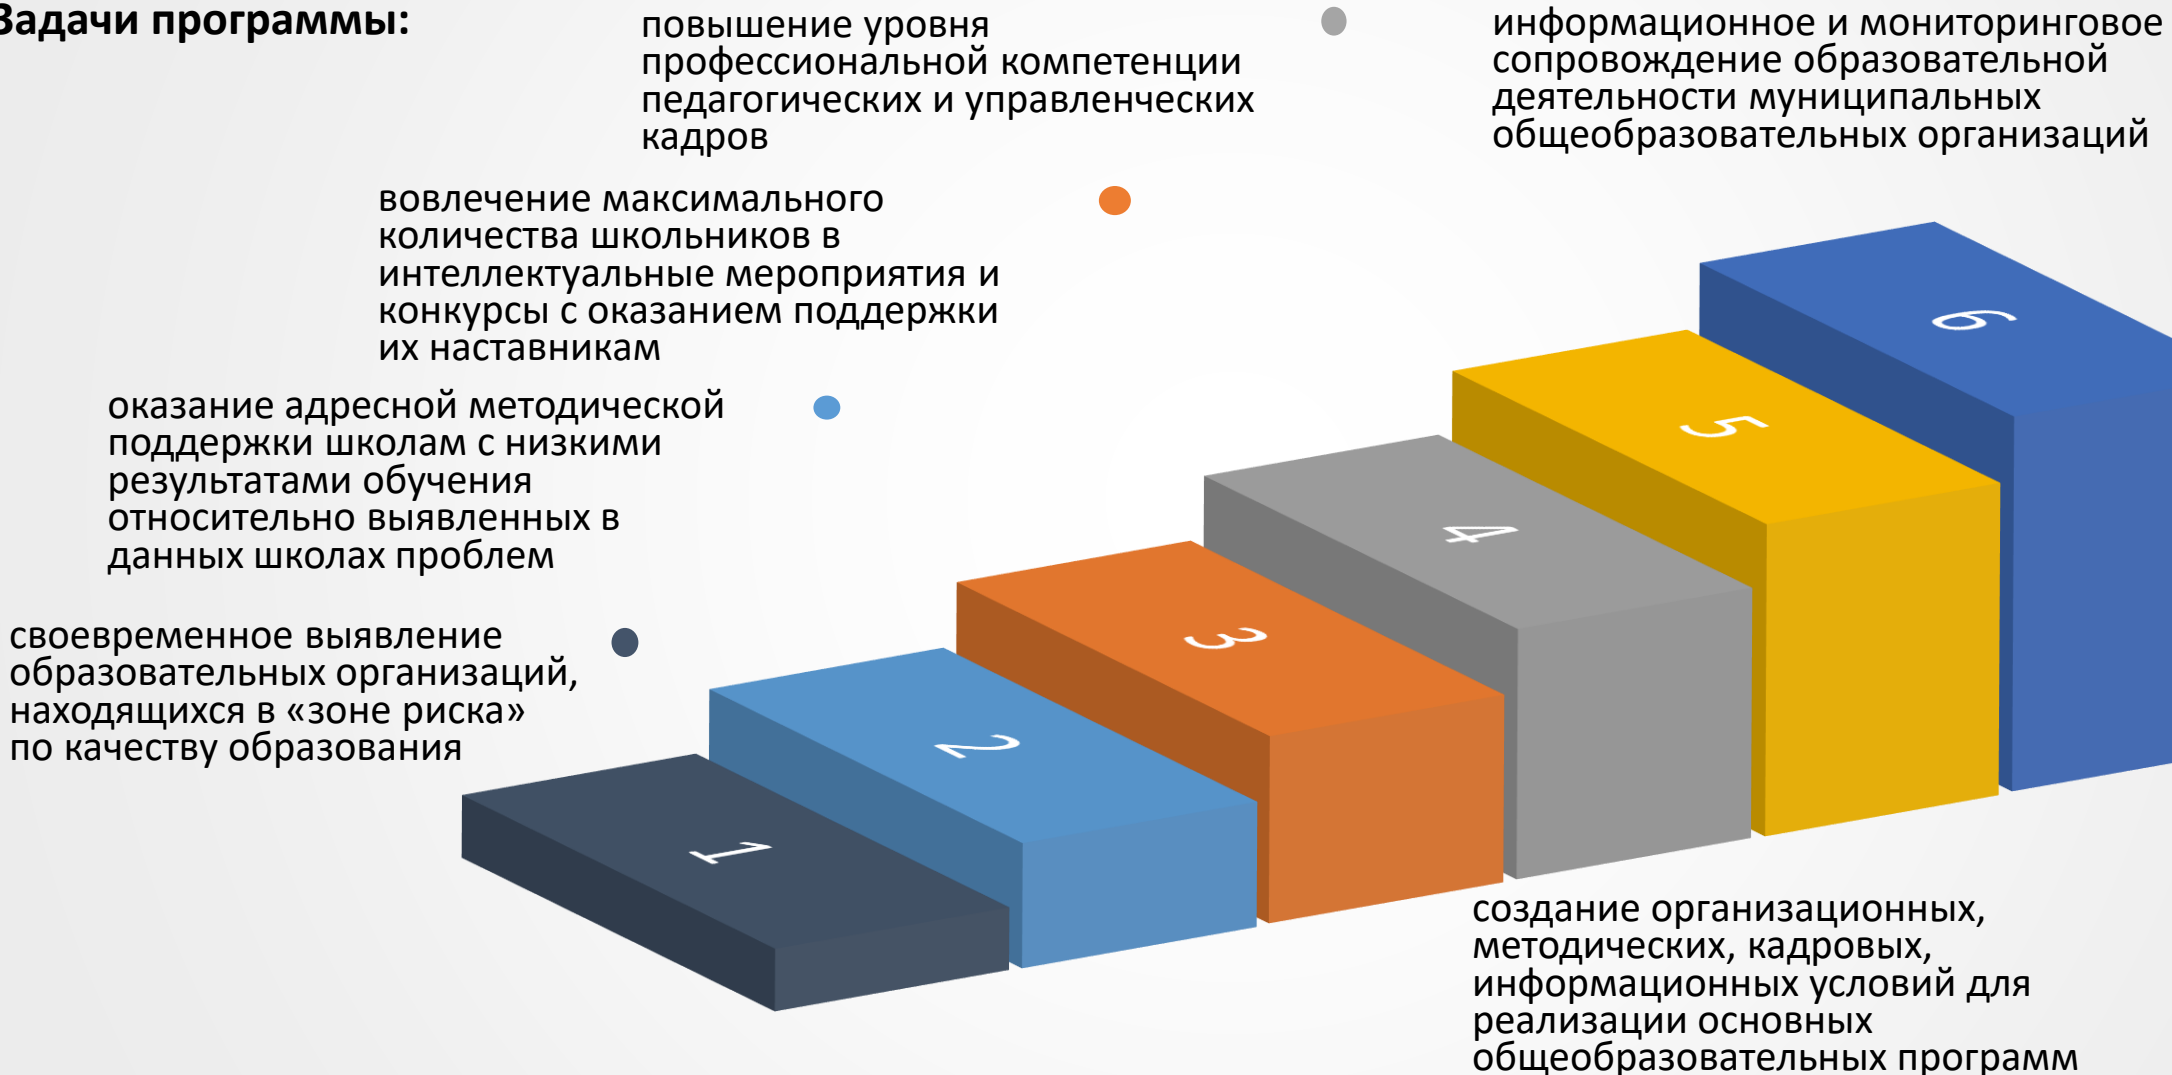 Задачи программы:
повышение уровня
профессиональной компетенции
педагогических и управленческих
кадров
информационное и мониторинговое
сопровождение образовательной
деятельности муниципальных
общеобразовательных организаций
вовлечение максимального
количества школьников в
интеллектуальные мероприятия и
конкурсы с оказанием поддержки
их наставникам
оказание адресной методической
поддержки школам с низкими
результатами обучения
относительно выявленных в
данных школах проблем
своевременное выявление
образовательных организаций,
находящихся в «зоне риска»
по качеству образования
1
2
3
4
5
6
создание организационных,
методических, кадровых,
информационных условий для
реализации основных
общеобразовательных программ